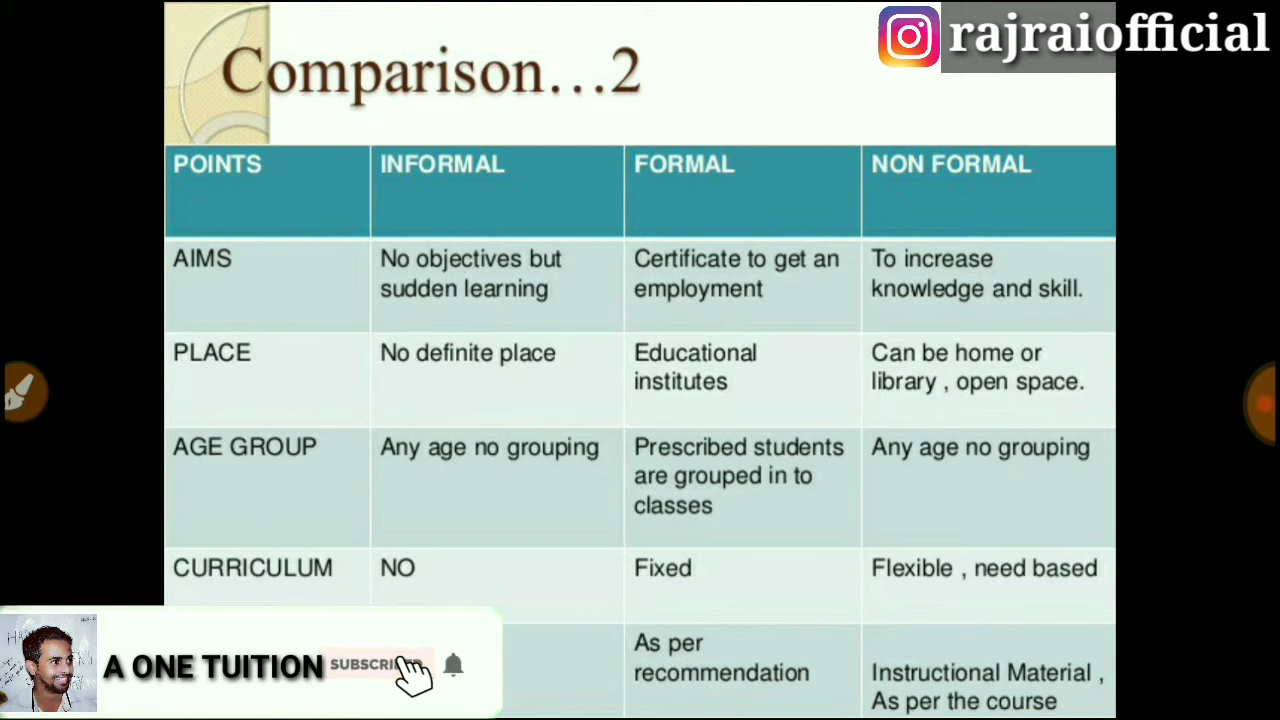 rajraiofficial
Comparison...2
POINTS INFORMAL FORMAL NON FORMAL
AIMS No objectives but Certificate to get an To increase
sudden learning employment knowledge and skill.
PLACE No definite place Educational Can be home or
institutes library , open space.
AGE GROUP Any age no grouping Prescribed students Any age no grouping
are grouped in to
classes
CURRICULUM NO Fixed Flexible , need based
As per
recommendation Instructional Material ,
As per the course
A ONE TUITION